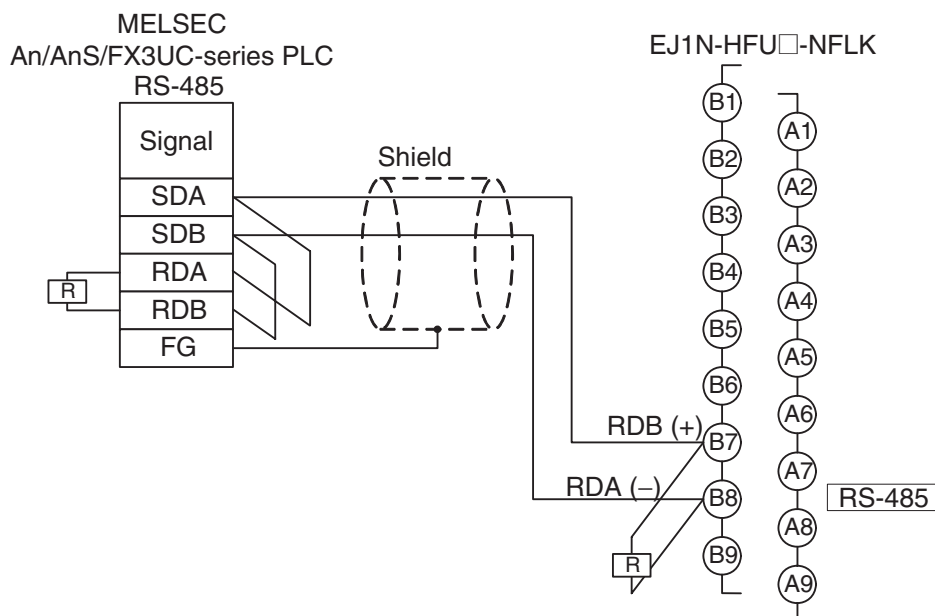 MELSEC
An/AnS/FX3UC-series PLC
RS-485
Signal
SDA
SDB
RDA
RDB
FG
R
Shield
EJ1N-HFU□-NFLK
B1
B2
B3
B4
B5
B6
RDB (+)
B7
RDA (−)
B8
B9
R
A1
A2
A3
A4
A5
A6
A7
A8
A9
RS-485